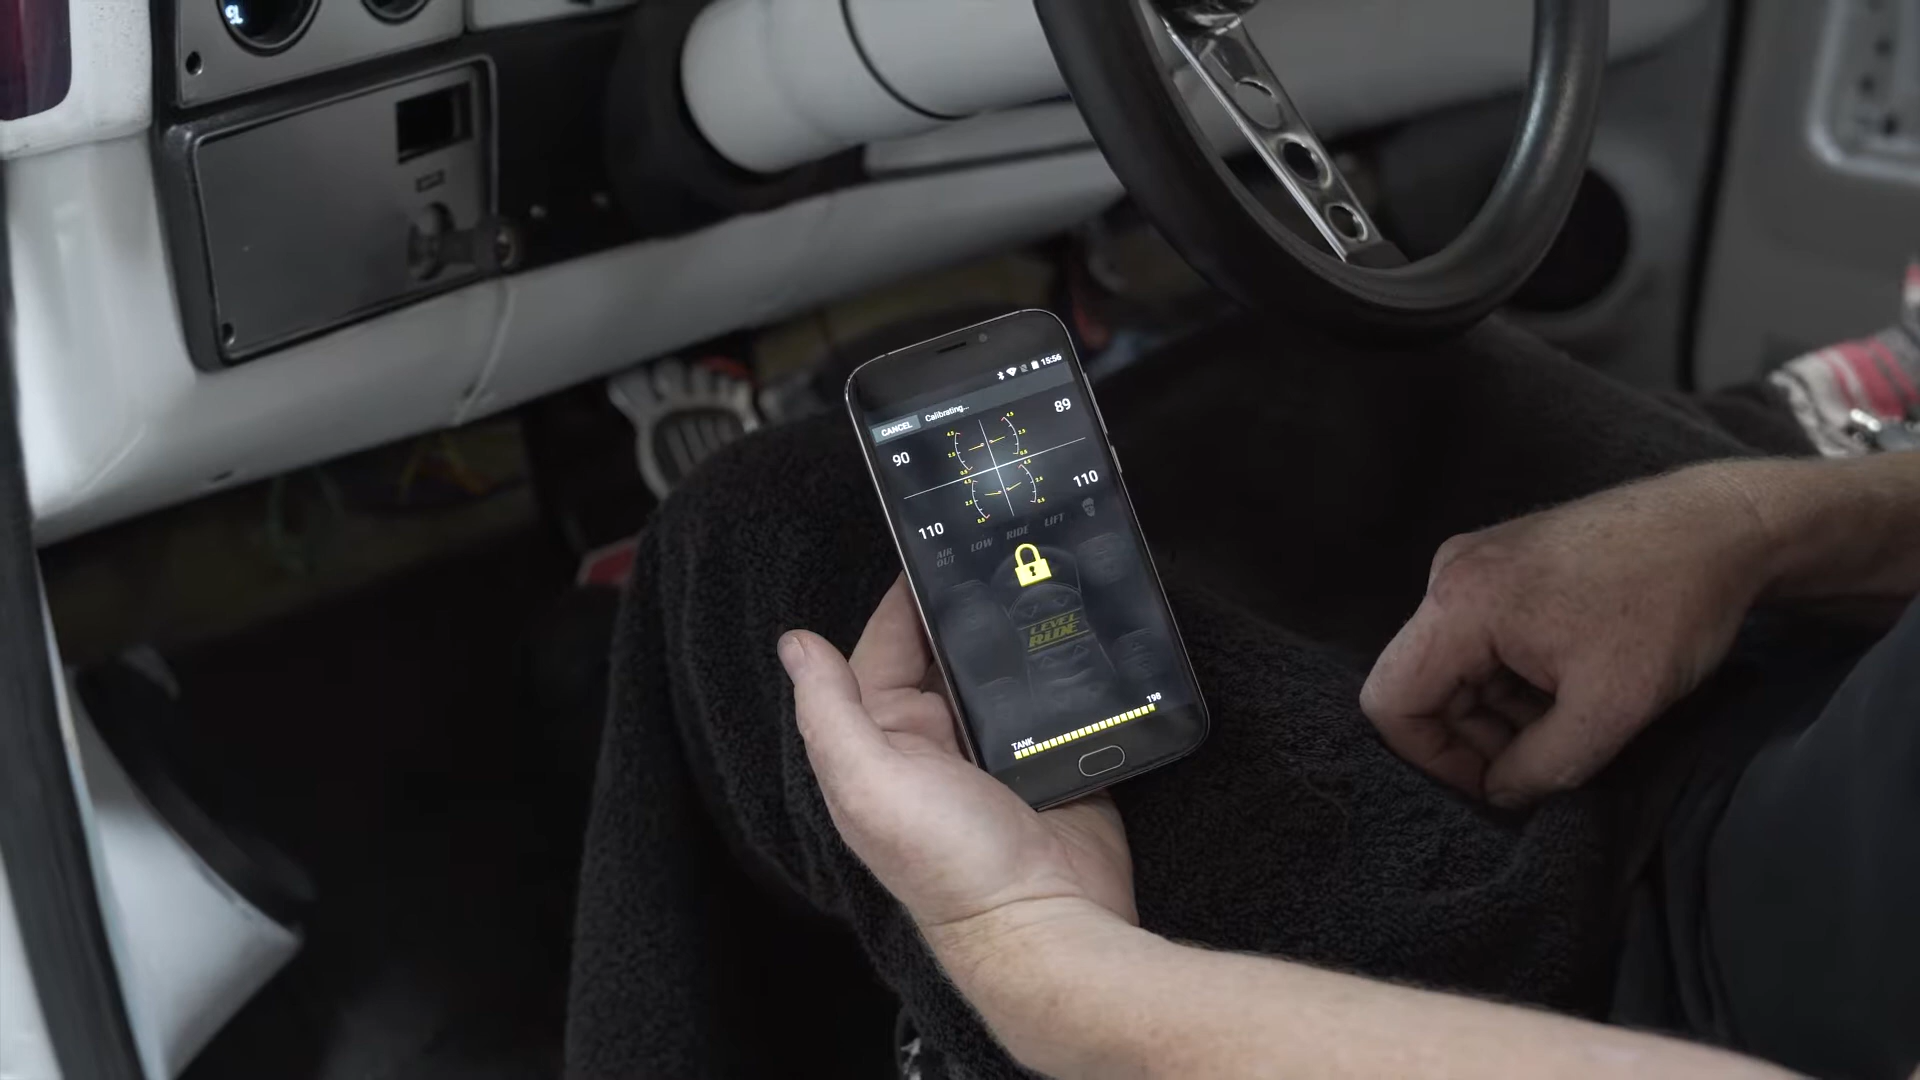 15:56
CANCEL
Calibrating...
90
89
110
110
AIR
OUT
LOW
RIDE
LIFT
LEVEL
RIDE
TANK
198